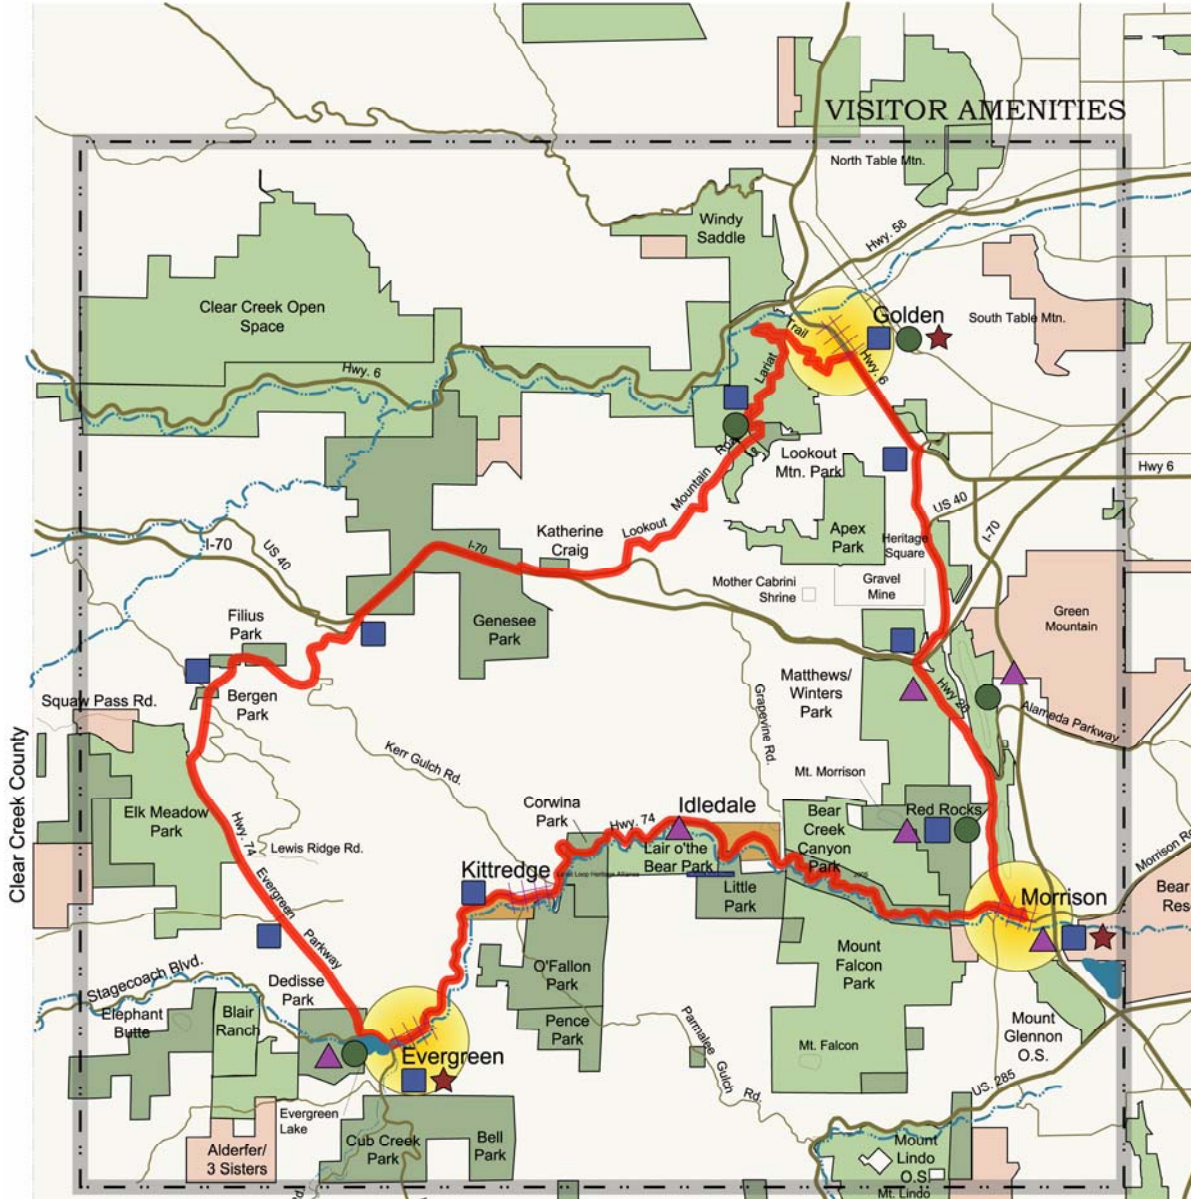 VISITOR AMENITIES
North Table Mtn.
Windy
Saddle
Hwy. 58
Clear Creek Open
Space
Golden
South Table Mtn.
Trail
Lariat
Hwy. 6
Hwy. 6
Lookout
Mtn. Park
Hwy 6
Mountain
Lookout
US 40
I-70
Katherine
Craig
I-70
I-70
US 40
Apex
Park
Heritage
Square
Mother Cabrini
Shrine
Gravel
Mine
Filius
Park
Genesee
Park
Green
Mountain
Squaw Pass Rd.
Bergen
Park
Matthews/
Winters
Park
Hwy 26
Alameda Parkway
Grapevine Rd.
Kerr Gulch Rd.
Mt. Morrison
Clear Creek County
Elk Meadow
Park
Hwy. 74
Lewis Ridge Rd.
Corwina
Park
Hwy. 74
Idledale
Bear
Creek
Canyon
Park
Red Rocks
Lair o'the
Bear Park
Kittredge
Little
Park
Morrison
Evergreen
Parkway
Stagecoach Blvd.
Dedisse
Park
Elephant
Butte
Blair
Ranch
O'Fallon
Park
Pence
Park
Mount
Falcon
Park
Mt. Falcon
Mount
Glennon
O.S.
Evergreen
Parmalee
Gulch
Rd.
US. 285
Evergreen
Lake
Alderfer/
3 Sisters
Cub Creek
Park
Bell
Park
Mount
Lindo
O.S.
Mt. Lindo